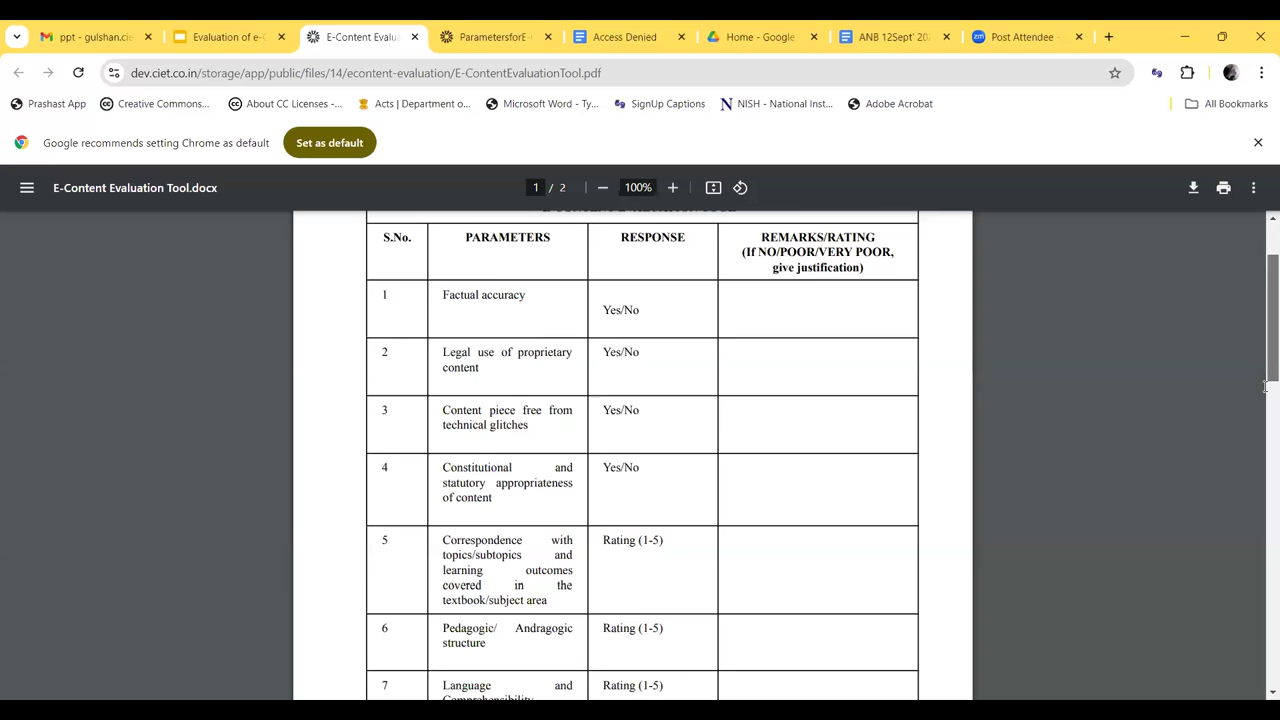 ppt - gulshan.cie
Evaluation of e-C
E-Content Evalua
ParametersforE-
Access Denied
Home - Google
ANB 12Sept' 202
Post Attendee -
dev.ciet.co.in/storage/app/public/files/14/econtent-evaluation/E-ContentEvaluationTool.pdf
Prashast App
Creative Commons...
About CC Licenses -...
Acts | Department o...
Microsoft Word - Ty...
SignUp Captions
NISH - National Inst...
Adobe Acrobat
All Bookmarks
Google recommends setting Chrome as default
Set as default
E-Content Evaluation Tool.docx
1 / 2
100%
S.No. PARAMETERS RESPONSE REMARKS/RATING
(If NO/POOR/VERY POOR,
give justification)
1 Factual accuracy
Yes/No
2 Legal use of proprietary Yes/No
content
3 Content piece free from Yes/No
technical glitches
4 Constitutional and Yes/No
statutory appropriateness
of content
5 Correspondence with Rating (1-5)
topics/subtopics and
learning outcomes
covered in the
textbook/subject area
6 Pedagogic/ Andragogic Rating (1-5)
structure
7 Language and Rating (1-5)
Comprehensibility